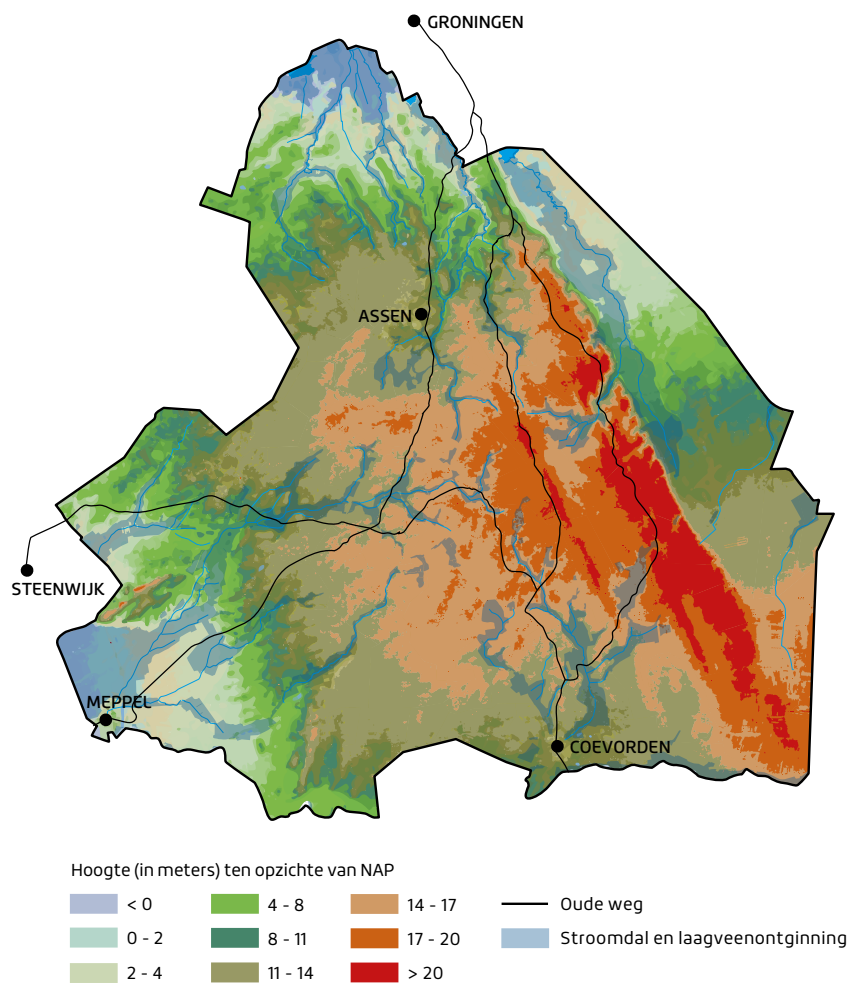 GRONINGEN
ASSEN
STEENWIJK
MEPPEL
COEVORDEN
Hoogte (in meters) ten opzichte van NAP
< 0
4 - 8
14 - 17
Oude weg
0 - 2
8 - 11
17 - 20
Stroomdal en laagveenontginning
2 - 4
11 - 14
> 20